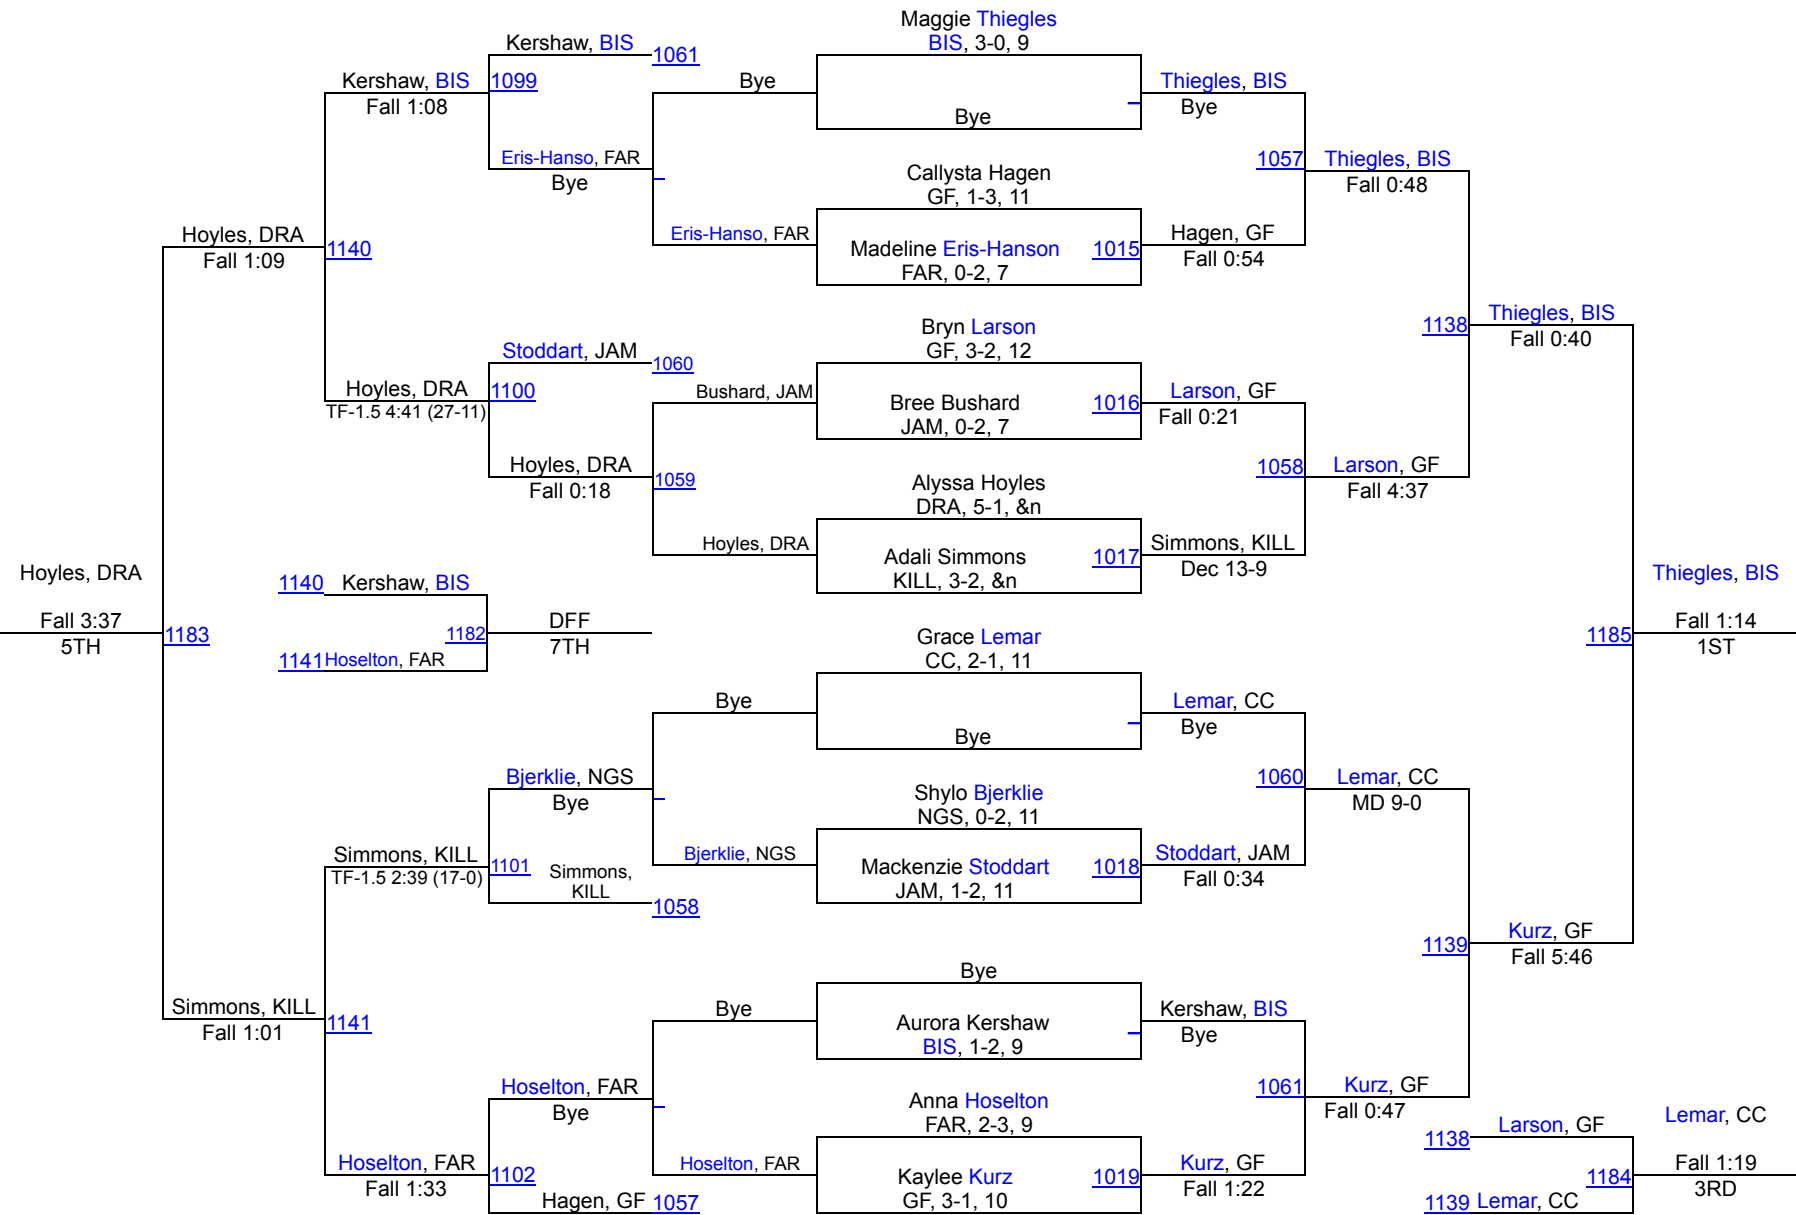 Maggie Thiegles
BIS, 3-0, 9
Kershaw, BIS
1061
Kershaw, BIS
1099
Bye
Thiegles, BIS
Fall 1:08
Bye
Bye
Eris-Hanso, FAR
Bye
1057
Thiegles, BIS
Callysta Hagen
GF, 1-3, 11
Fall 0:48
Hoyles, DRA
Eris-Hanso, FAR
Hagen, GF
1140
Madeline Eris-Hanson
1015
Fall 1:09
FAR, 0-2, 7
Fall 0:54
Bryn Larson
GF, 3-2, 12
1138
Thiegles, BIS
Fall 0:40
Stoddart, JAM
1060
Hoyles, DRA
1100
Bushard, JAM
Larson, GF
TF-1.5 4:41 (27-11)
Bree Bushard
1016
JAM, 0-2, 7
Fall 0:21
Hoyles, DRA
1059
1058
Larson, GF
Fall 0:18
Alyssa Hoyles
DRA, 5-1, &n
Fall 4:37
Hoyles, DRA
Simmons, KILL
Adali Simmons
1017
KILL, 3-2, &n
Dec 13-9
Hoyles, DRA
1140
Kershaw, BIS
Thiegles, BIS
Fall 3:37
1183
1182
DFF
1185
Fall 1:14
5TH
7TH
1ST
1141
Hoselton, FAR
Grace Lemar
CC, 2-1, 11
Bye
Lemar, CC
Bye
Bye
Bjerklie, NGS
1060
Lemar, CC
Bye
Shylo Bjerklie
NGS, 0-2, 11
MD 9-0
Simmons, KILL
1101
Bjerklie, NGS
Stoddart, JAM
TF-1.5 2:39 (17-0)
Simmons,
KILL
Mackenzie Stoddart
1018
JAM, 1-2, 11
Fall 0:34
1058
1139
Kurz, GF
Fall 5:46
Bye
Simmons, KILL
1141
Bye
Kershaw, BIS
Fall 1:01
Aurora Kershaw
BIS, 1-2, 9
Bye
Hoselton, FAR
1061
Kurz, GF
Bye
Anna Hoselton
FAR, 2-3, 9
Fall 0:47
1138
Larson, GF
Lemar, CC
Hoselton, FAR
1102
Hoselton, FAR
Kurz, GF
1184
Fall 1:19
Fall 1:33
Kaylee Kurz
1019
Fall 1:22
3RD
Hagen, GF
1057
GF, 3-1, 10
1139
Lemar, CC